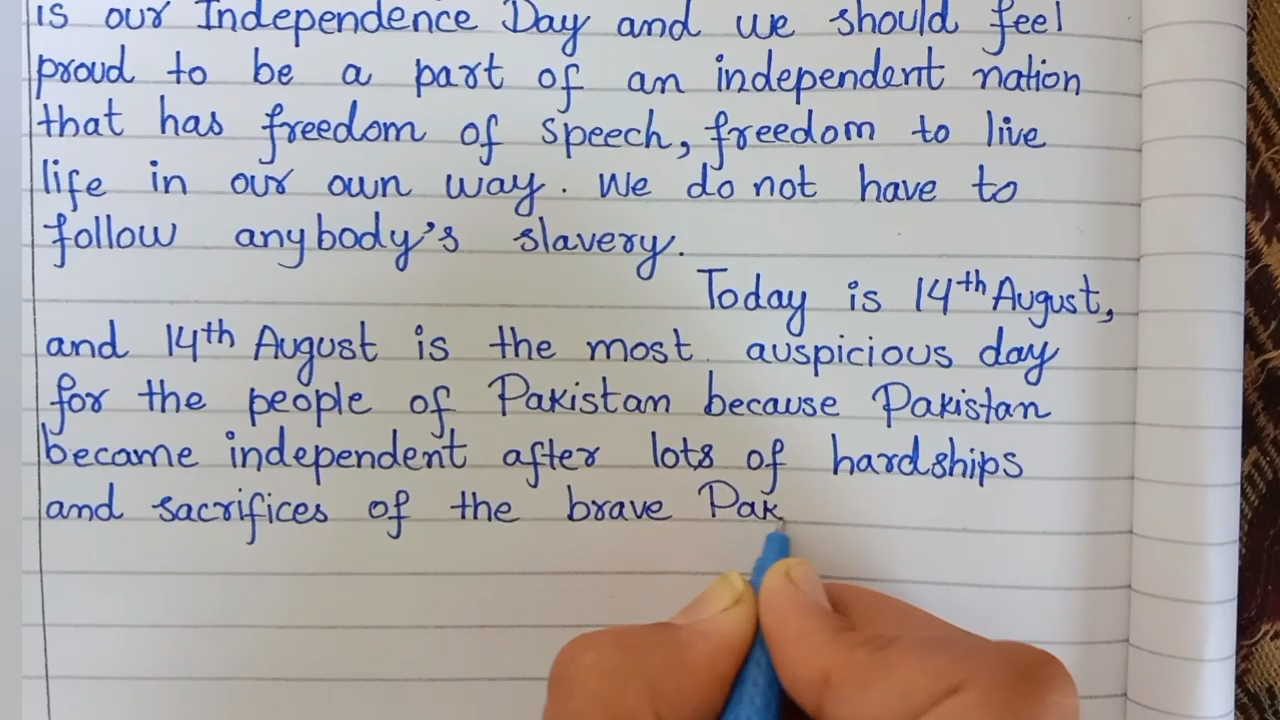 is our Independence Day and we should feel
proud to be a part of an independent nation
that has freedom of speech, freedom to live
life in our own way. We do not have to
follow anybody's slavery.
Today is 14th August,
and 14th August is the most auspicious day
for the people of Pakistan because Pakistan
became independent after lots of hardships
and sacrifices of the brave Pak